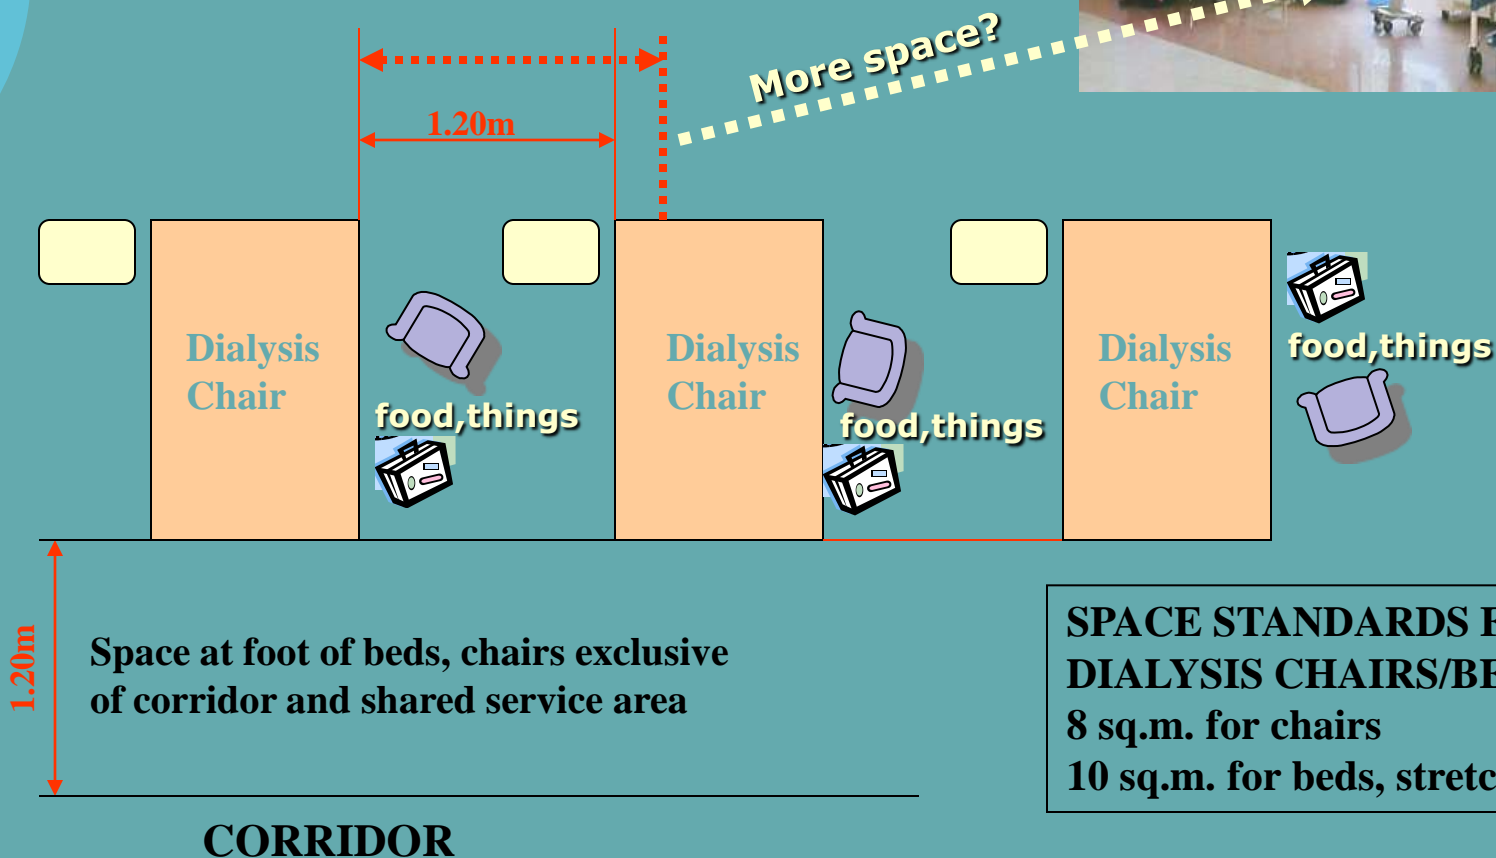 More space?
1.20m
Dialysis
Chair
food,things
Dialysis
Chair
food,things
Dialysis
Chair
food,things
1.20m
Space at foot of beds, chairs exclusive
of corridor and shared service area
SPACE STANDARDS
DIALYSIS
8 sq.m. for chairs
10 sq.m. for beds,
CORRIDOR